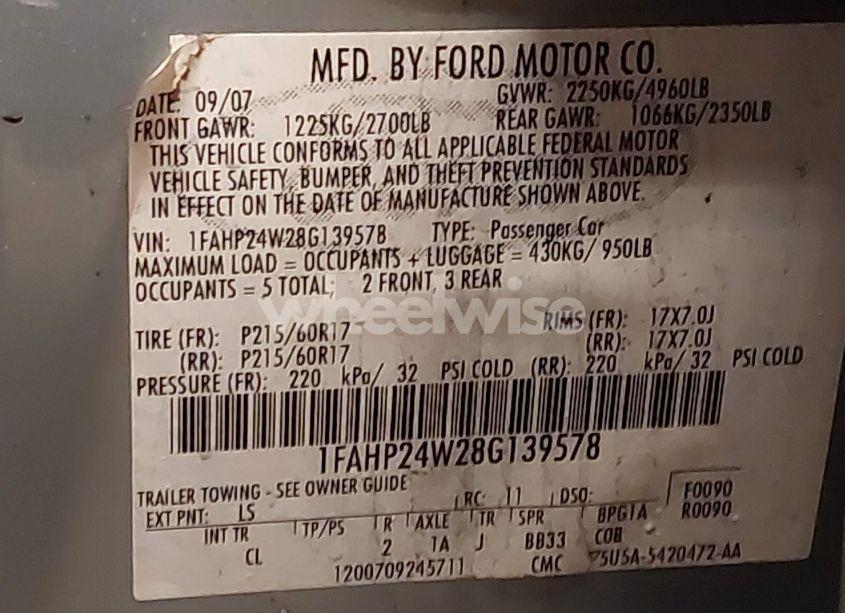 MFD. BY FORD MOTOR CO.
DATE: 09/07 GVWR: 2250KG/4960LB
FRONT GAWR: 1225KG/2700LB REAR GAWR: 1066KG/2350LB
THIS VEHICLE CONFORMS TO ALL APPLICABLE FEDERAL MOTOR
VEHICLE SAFETY, BUMPER, AND THEFT PREVENTION STANDARDS
IN EFFECT ON THE DATE OF MANUFACTURE SHOWN ABOVE.
VIN: 1FAHP24W28G139578 TYPE: Passenger Car
MAXIMUM LOAD = OCCUPANTS + LUGGAGE = 430KG/ 950LB
OCCUPANTS = 5 TOTAL; 2 FRONT, 3 REAR
wheelwise
TIRE (FR): P215/60R17 RIMS (FR): 17X7.0J
(RR): P215/60R17 (RR): 17X7.0J
PRESSURE (FR): 220 kPa/ 32 PSI COLD (RR): 220 kPa/ 32 PSI COLD
1FAHP24W28G139578
TRAILER TOWING - SEE OWNER GUIDE
EXT PNT: LS RC: 11 DSO: F0090
INT TR TP/PS R AXLE TR SPR BPGIA R0090
CL 2 1A J BB33 COB
1200709245711 CMC 5U5A-5420472-AA